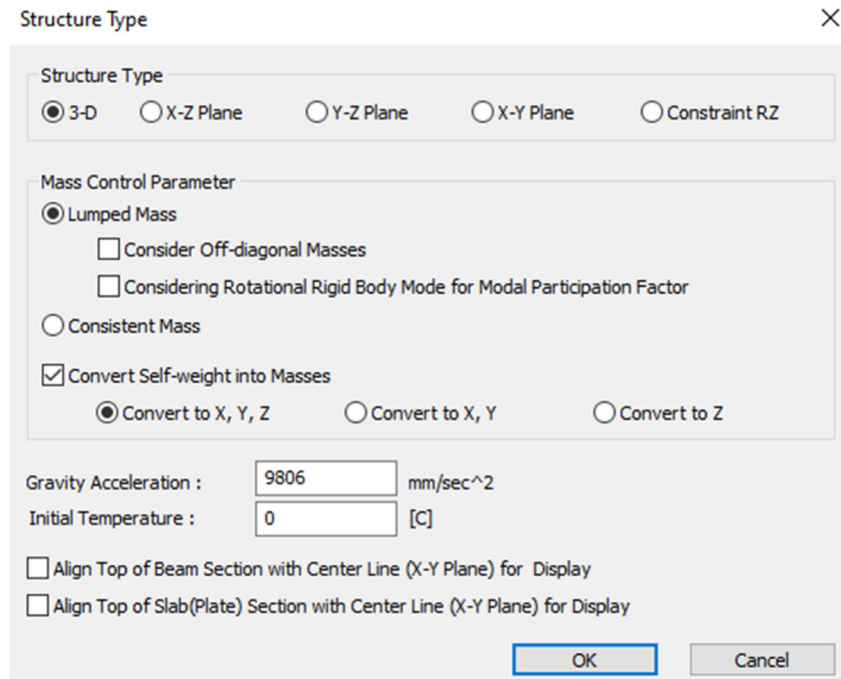 Structure Type
Structure Type
3-D X-Z Plane Y-Z Plane X-Y Plane Constraint RZ
Mass Control Parameter
Lumped Mass
Consider Off-diagonal Masses
Considering Rotational Rigid Body Mode for Modal Participation Factor
Consistent Mass
Convert Self-weight into Masses
Convert to X, Y, Z Convert to X, Y Convert to Z
Gravity Acceleration : 9806 mm/sec^2
Initial Temperature : 0 [C]
Align Top of Beam Section with Center Line (X-Y Plane) for Display
Align Top of Slab(Plate) Section with Center Line (X-Y Plane) for Display
OK Cancel